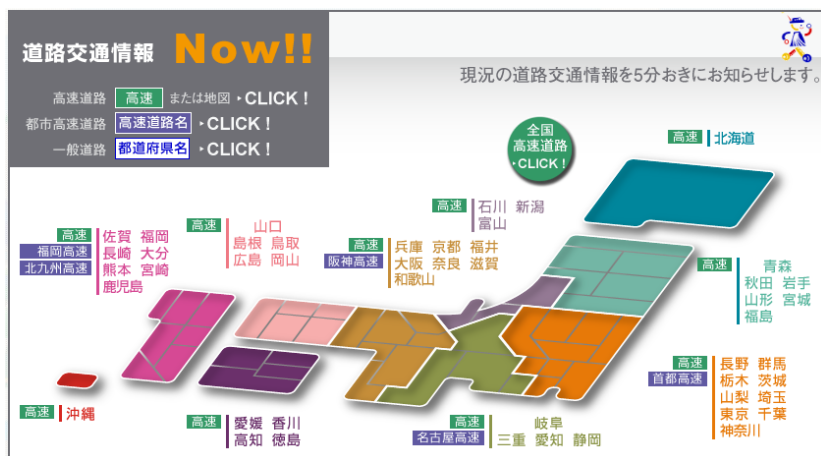 道路交通情報 Now!!
現況の道路交通情報を5分おきにお知らせします。
高速道路 高速 または地図 ▸CLICK！
都市高速道路 高速道路名 ▸CLICK！
一般道路 都道府県名 ▸CLICK！
全国
高速道路
▸CLICK!
高速 北海道
高速 石川 新潟
富山
高速 山口
島根 鳥取
広島 岡山
高速 佐賀 福岡
福岡高速 長崎 大分
北九州高速 熊本 宮崎
鹿児島
高速 兵庫 京都 福井
阪神高速 大阪 奈良 滋賀
和歌山
高速 青森
秋田 岩手
山形 宮城
福島
高速 長野 群馬
首都高速 栃木 茨城
山梨 埼玉
東京 千葉
神奈川
高速 沖縄
高速 愛媛 香川
高知 徳島
高速 岐阜
名古屋高速 三重 愛知 静岡